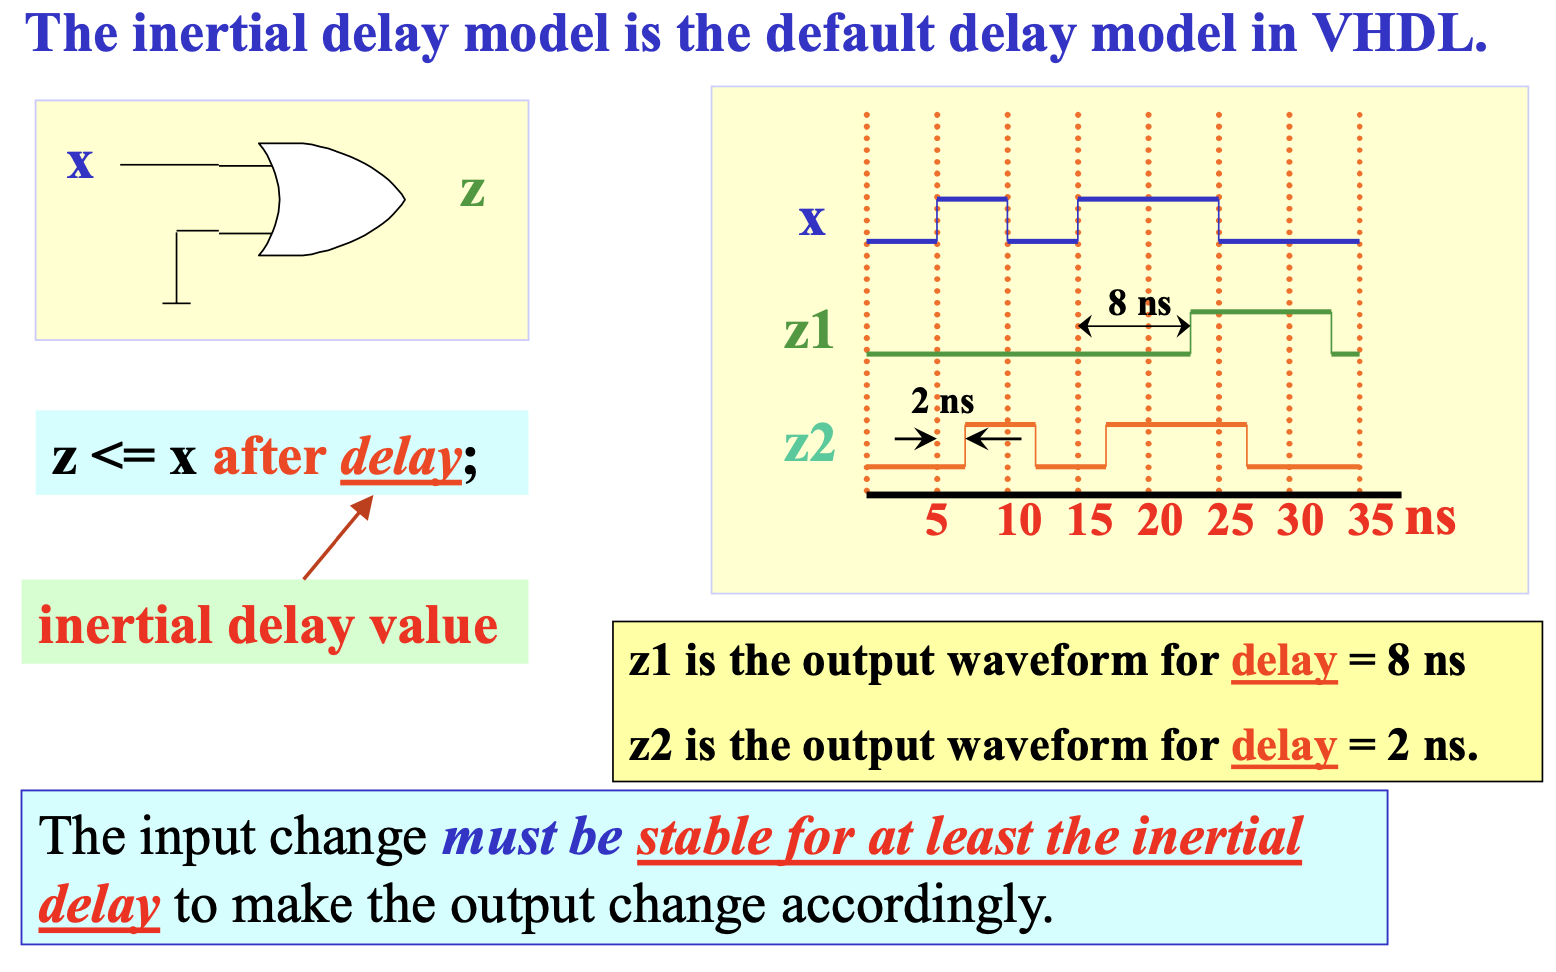 The inertial delay model is the default delay model in VHDL.
x
z
z <= x after delay;
inertial delay value
x
8 ns
z1
2 ns
z2
5 10 15 20 25 30 35 ns
z1 is the output waveform for delay = 8 ns
z2 is the output waveform for delay = 2 ns.
The input change must be stable for at least the inertial
delay to make the output change accordingly.